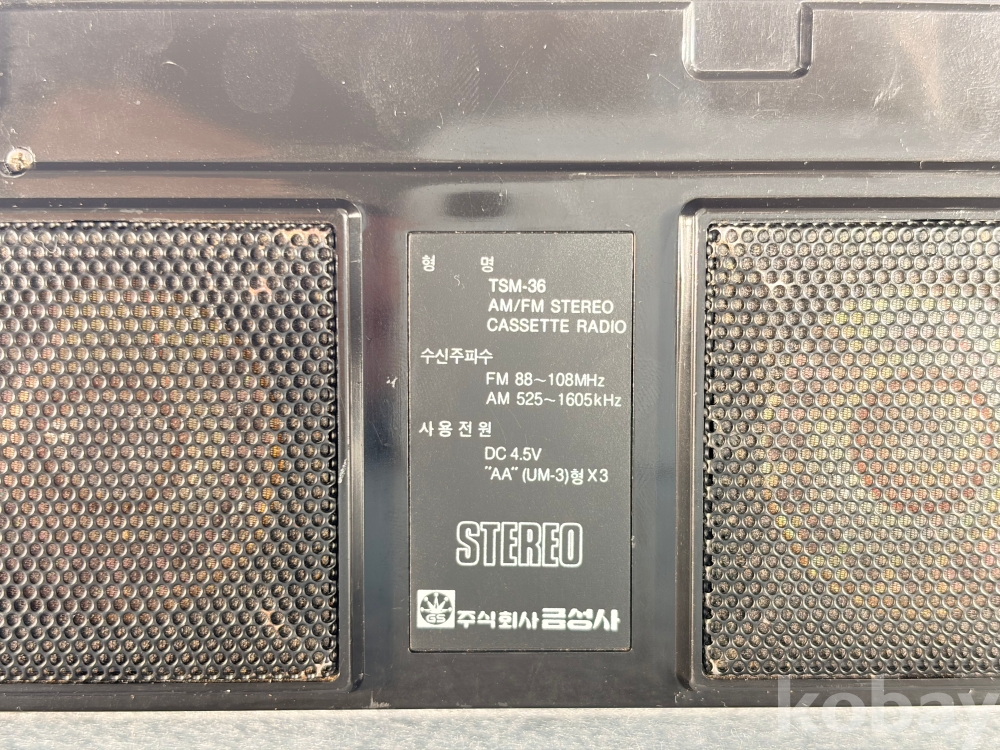 형 명
TSM-36
AM/FM STEREO
CASSETTE RADIO
수신주파수
FM 88~108MHz
AM 525~1605kHz
사용전원
DC 4.5V
"AA" (UM-3)형 X3
STEREO
GS 주식회사 금성사
kobay